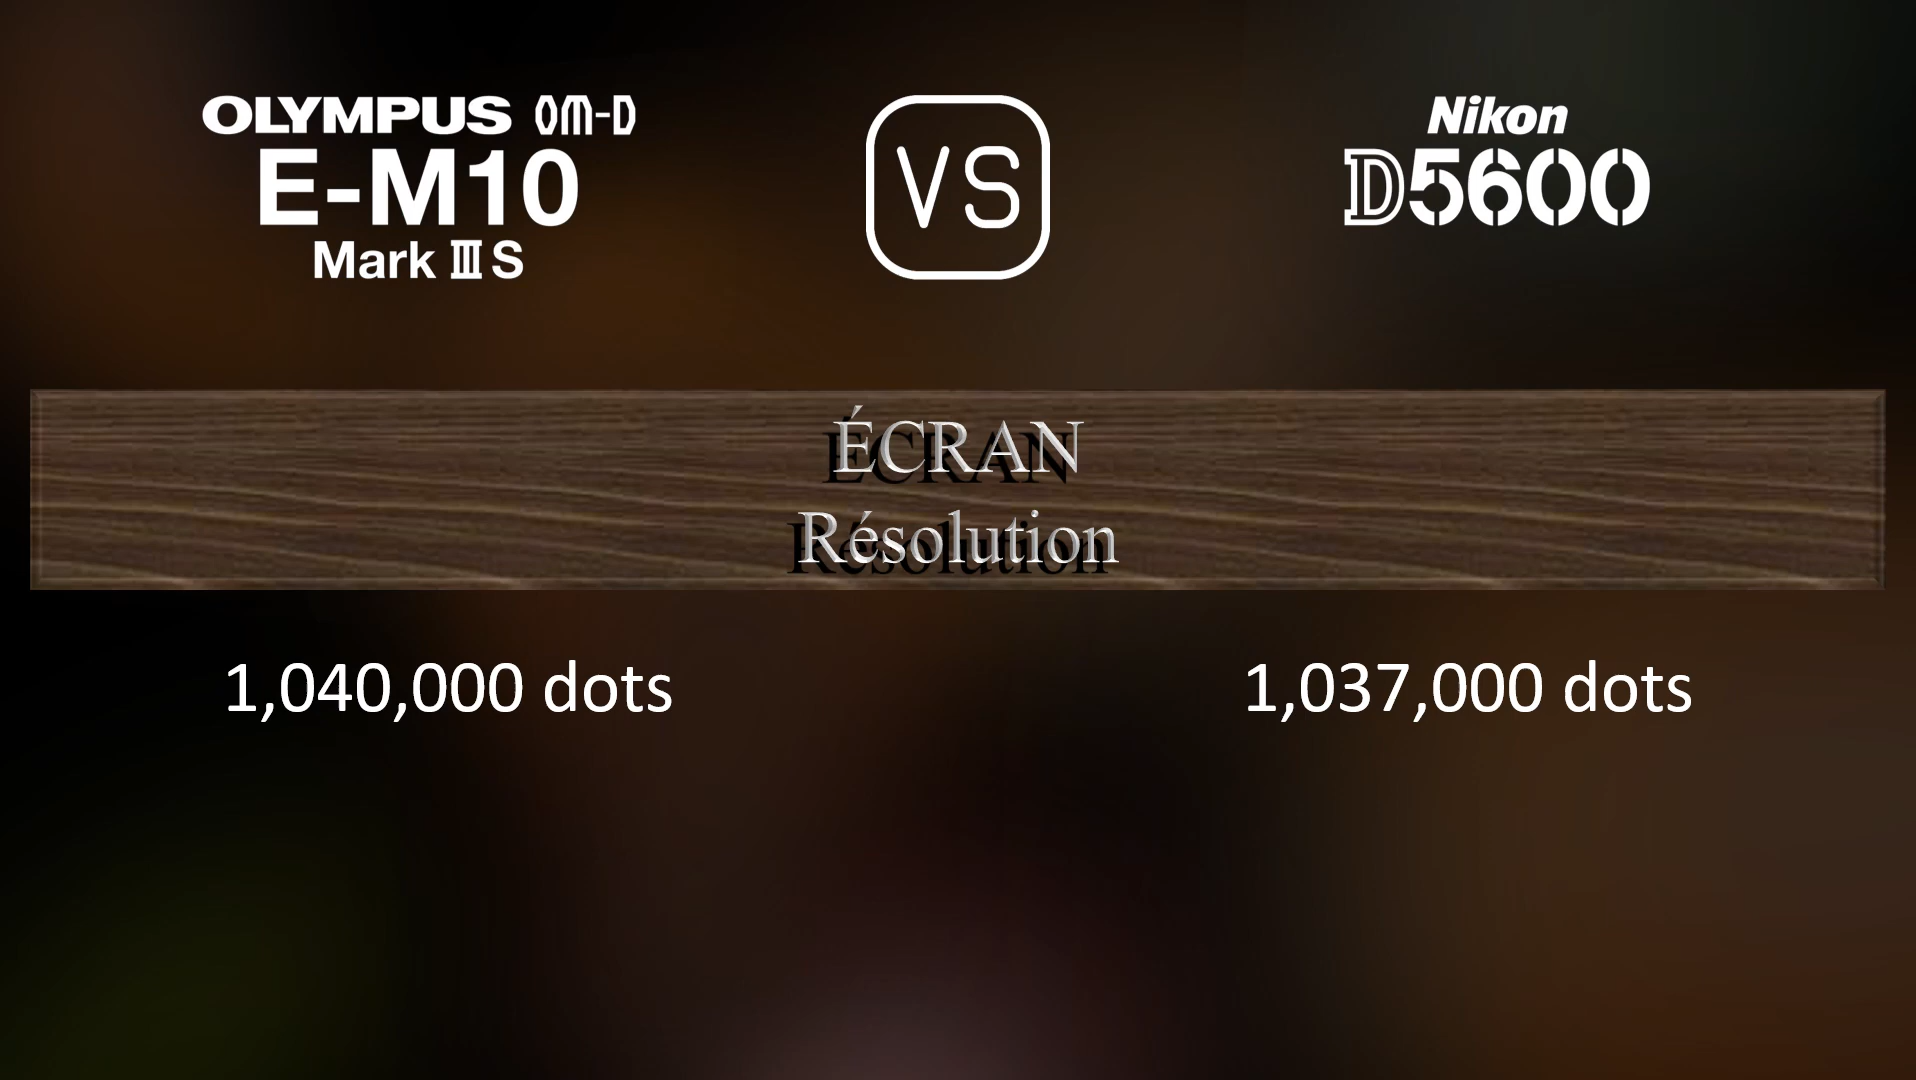 OLYMPUS OM-D
E-M10
Mark III S
VS
Nikon
D5600
ÉCRAN
Résolution
1,040,000 dots
1,037,000 dots